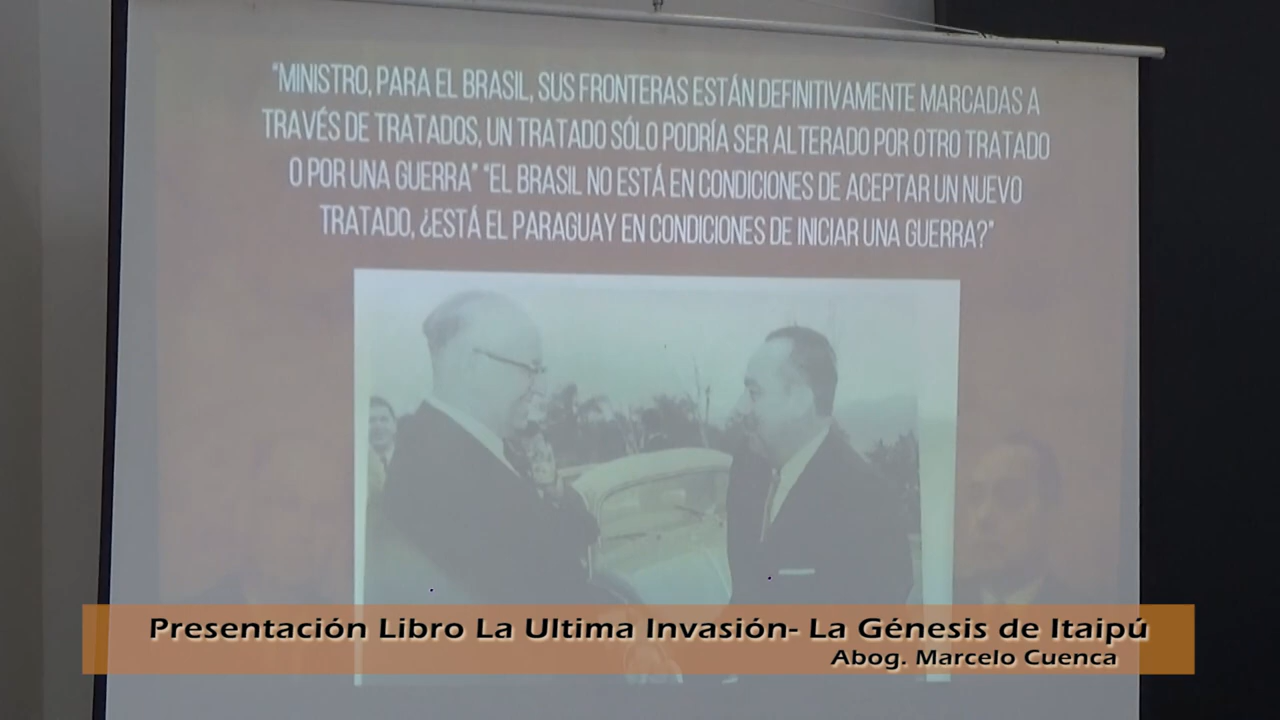 “MINISTRO, PARA EL BRASIL, SUS FRONTERAS ESTÁN DEFINITIVAMENTE MARCADAS A
TRAVÉS DE TRATADOS, UN TRATADO SÓLO PODRÍA SER ALTERADO POR OTRO TRATADO
O POR UNA GUERRA” “EL BRASIL NO ESTÁ EN CONDICIONES DE ACEPTAR UN NUEVO
TRATADO, ¿ESTÁ EL PARAGUAY EN CONDICIONES DE INICIAR UNA GUERRA?”
Presentación Libro La Ultima Invasión- La Génesis de Itaipú
Abog. Marcelo Cuenca